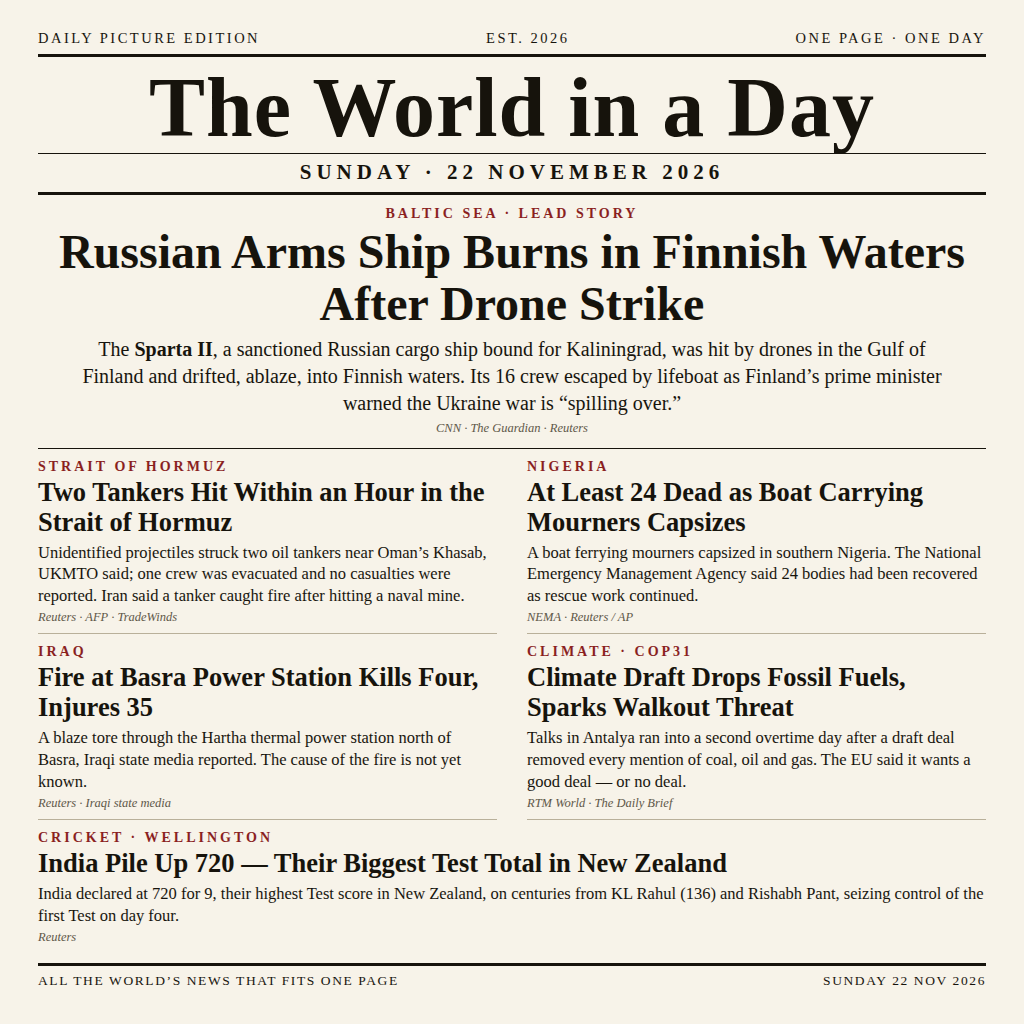 DAILY PICTURE EDITION
EST. 2026
ONE PAGE · ONE DAY
The World in a Day
SUNDAY · 22 NOVEMBER 2026
BALTIC SEA · LEAD STORY
Russian Arms Ship Burns in Finnish Waters
After Drone Strike
The Sparta II, a sanctioned Russian cargo ship bound for Kaliningrad, was hit by drones in the Gulf of
Finland and drifted, ablaze, into Finnish waters. Its 16 crew escaped by lifeboat as Finland’s prime minister
warned the Ukraine war is “spilling over.”
CNN · The Guardian · Reuters
STRAIT OF HORMUZ
Two Tankers Hit Within an Hour in the
Strait of Hormuz
Unidentified projectiles struck two oil tankers near Oman’s Khasab,
UKMTO said; one crew was evacuated and no casualties were
reported. Iran said a tanker caught fire after hitting a naval mine.
Reuters · AFP · TradeWinds
NIGERIA
At Least 24 Dead as Boat Carrying
Mourners Capsizes
A boat ferrying mourners capsized in southern Nigeria. The National
Emergency Management Agency said 24 bodies had been recovered
as rescue work continued.
NEMA · Reuters / AP
IRAQ
Fire at Basra Power Station Kills Four,
Injures 35
A blaze tore through the Hartha thermal power station north of
Basra, Iraqi state media reported. The cause of the fire is not yet
known.
Reuters · Iraqi state media
CLIMATE · COP31
Climate Draft Drops Fossil Fuels,
Sparks Walkout Threat
Talks in Antalya ran into a second overtime day after a draft deal
removed every mention of coal, oil and gas. The EU said it wants a
good deal — or no deal.
RTM World · The Daily Brief
CRICKET · WELLINGTON
India Pile Up 720 — Their Biggest Test Total in New Zealand
India declared at 720 for 9, their highest Test score in New Zealand, on centuries from KL Rahul (136) and Rishabh Pant, seizing control of the
first Test on day four.
Reuters
ALL THE WORLD’S NEWS THAT FITS ONE PAGE
SUNDAY 22 NOV 2026